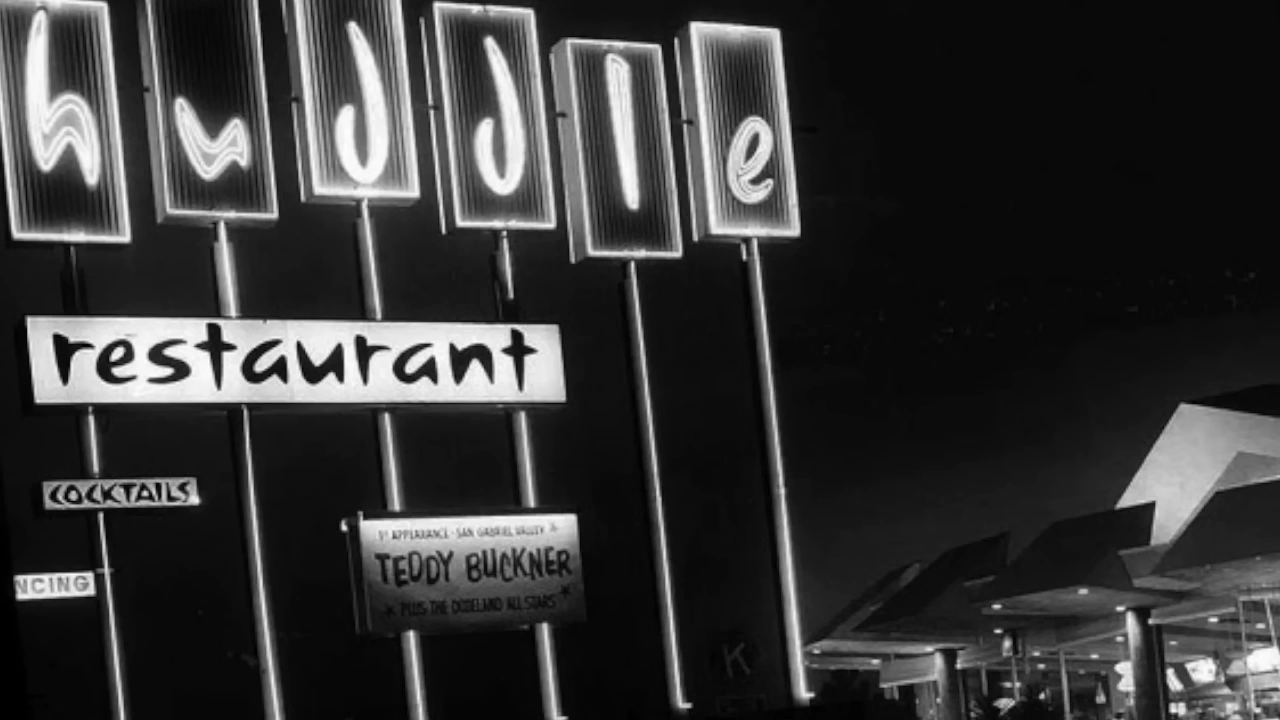 huddle
restaurant
COCKTAILS
NCING
1st APPEARANCE - SAN GABRIEL VALLEY
TEDDY BUCKNER
PLUS THE DIXIELAND ALL STARS
K